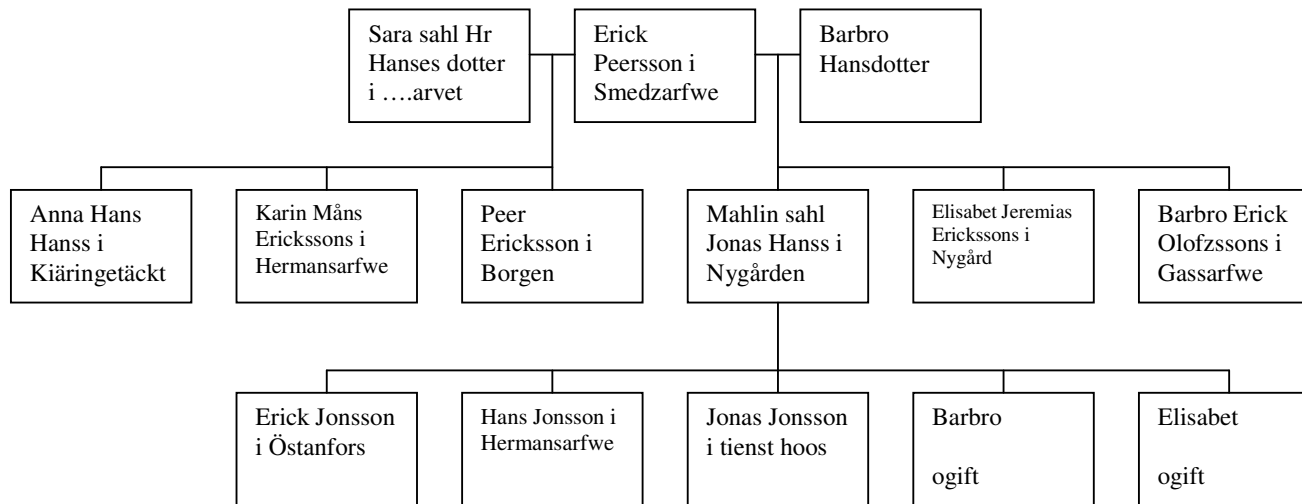 Sara sahl Hr
Hanses dotter
i ….arvet
Erick
Peersson i
Smedzarfwe
Barbro
Hansdotter
Anna Hans
Hanss i
Kiäringetäckt
Karin Måns
Erickssons i
Hermansarfwe
Peer
Ericksson i
Borgen
Mahlin sahl
Jonas Hanss i
Nygården
Elisabet Jeremias
Erickssons i
Nygård
Barbro Erick
Olofzssons i
Gassarfwe
Erick Jonsson
i Östanfors
Hans Jonsson i
Hermansarfwe
Jonas Jonsson
i tienst hoos
Barbro
ogift
Elisabet
ogift